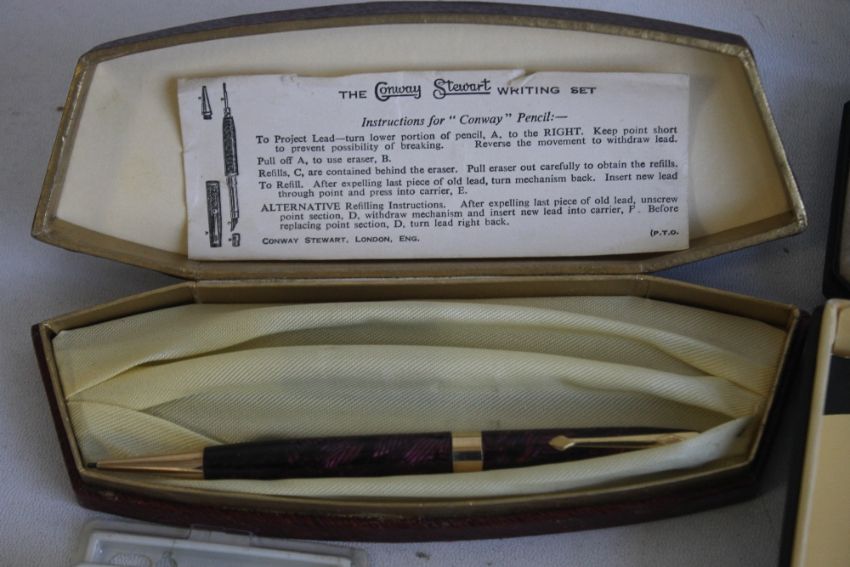 THE Conway Stewart WRITING SET
Instructions for "Conway" Pencil:—
To Project Lead—turn lower portion of pencil, A, to the RIGHT. Keep point short
to prevent possibility of breaking. Reverse the movement to withdraw lead.
Pull off A, to use eraser, B.
Refills, C, are contained behind the eraser. Pull eraser out carefully to obtain the refills.
To Refill. After expelling last piece of old lead, turn mechanism back. Insert new lead
through point and press into carrier, E.
ALTERNATIVE Refilling Instructions. After expelling last piece of old lead, unscrew
point section, D, withdraw mechanism and insert new lead into carrier, F. Before
replacing point section, D, turn lead right back.
CONWAY STEWART, LONDON, ENG. (P.T.O.